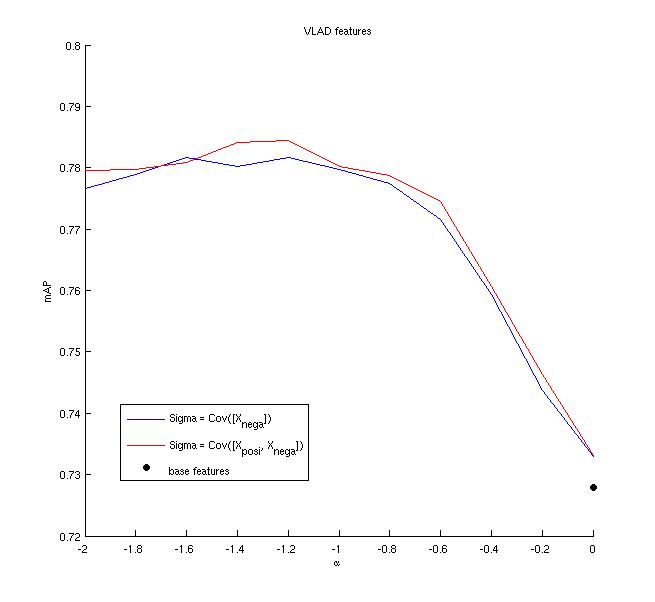 VLAD features
0.8
0.79
0.78
0.77
0.76
0.75
0.74
0.73
0.72
mAP
Sigma = Cov([X_nega])
Sigma = Cov([X_posi, X_nega])
base features
-2 -1.8 -1.6 -1.4 -1.2 -1 -0.8 -0.6 -0.4 -0.2 0
α